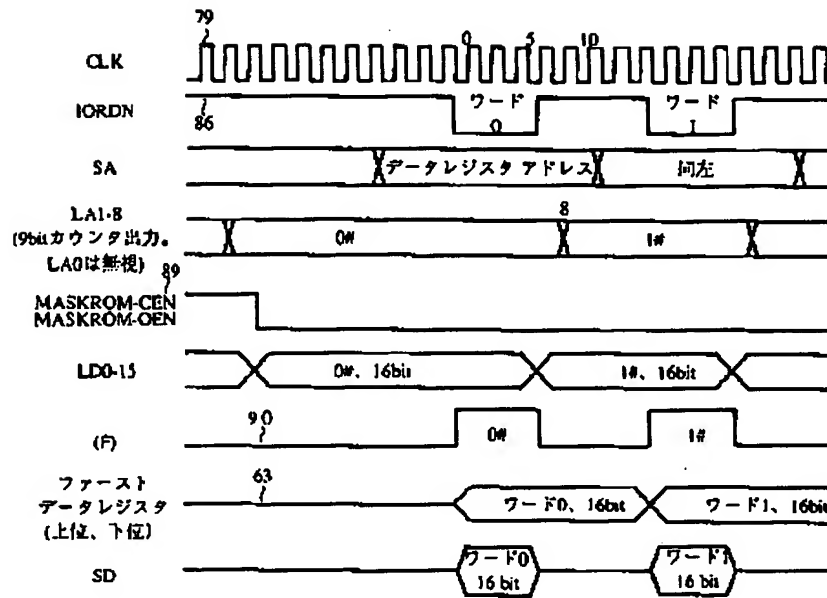 79
0 5 10
CLK
IORDN
86
ワード
0
ワード
1
SA
データレジスタ アドレス
同左
LA1-8
(9bitカウンタ出力。
LA0は無視)
0#
8
1#
89
MASKROM-CEN
MASKROM-OEN
LD0-15
0#、16bit
1#、16bit
(F)
90
0#
1#
ファースト
データレジスタ
(上位、下位)
63
ワード0、16bit
ワード1、16bit
SD
ワード0
16 bit
ワード1
16 bit